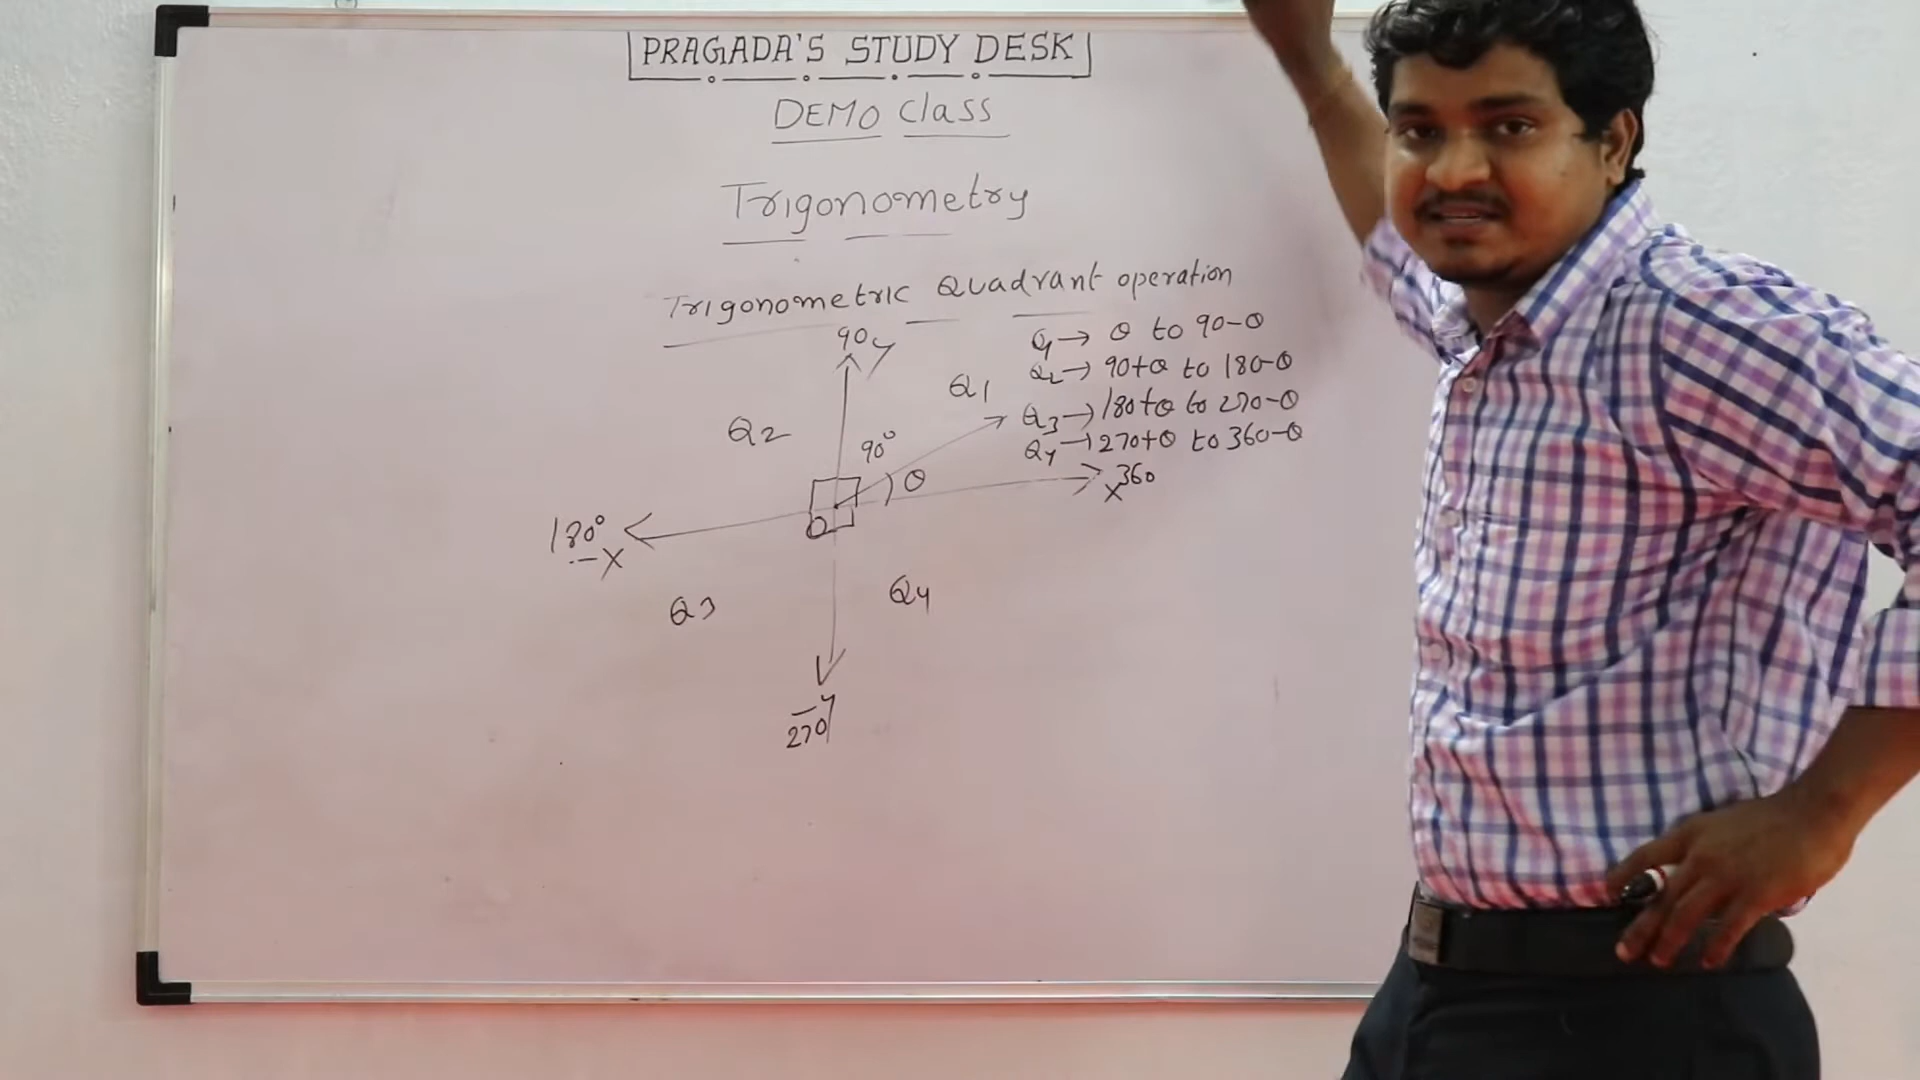 PRAGADA'S STUDY DESK
DEMO class
Trigonometry
Trigonometric Quadrant operation
90 y
Q1 → θ to 90-θ
Q2 → 90+θ to 180-θ
Q1
Q3 → 180+θ to 270-θ
Q2
90°
Q4 → 270+θ to 360-θ
θ
360
x
180°
-x
O
Q3
Q4
-y
270